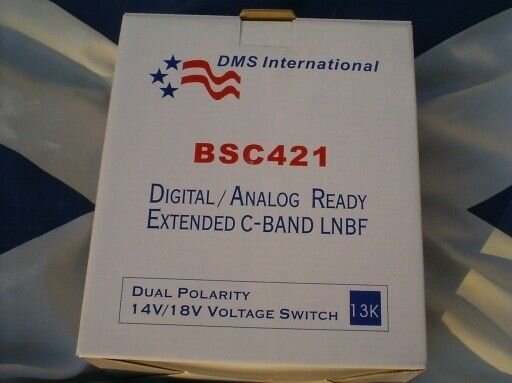 DMS International
BSC421
DIGITAL / ANALOG READY
EXTENDED C-BAND LNBF
DUAL POLARITY
14V/18V VOLTAGE SWITCH 13K